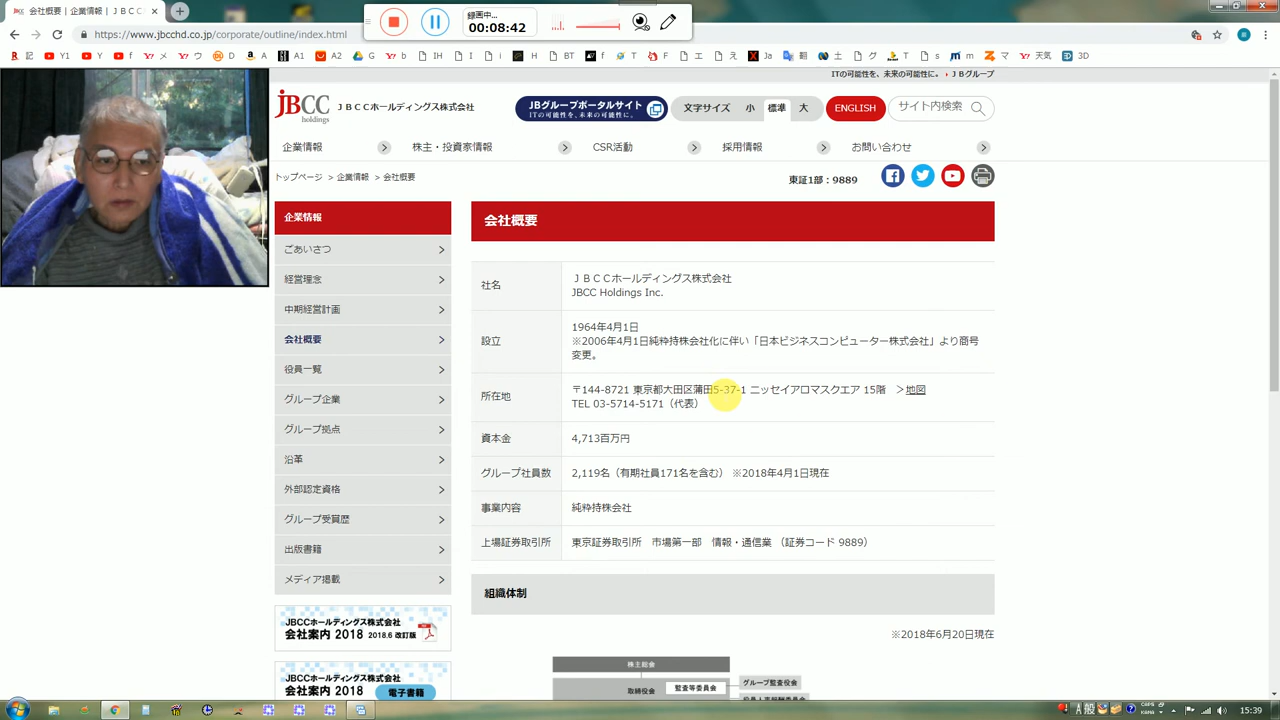 会社概要 | 企業情報 | ＪＢＣＣ
録画中...
00:08:42
https://www.jbcchd.co.jp/corporate/outline/index.html
記 Y1 Y f メ ウ D A A1 A2 G b IH I i H BT f T F エ え Ja 翻 土 グ T s m マ 天気 3D
ITの可能性を、未来の可能性に。 ＪＢグループ
JBCC holdings ＪＢＣＣホールディングス株式会社
JBグループポータルサイト
ITの可能性を、未来の可能性に。
文字サイズ 小 標準 大 ENGLISH サイト内検索
企業情報 株主・投資家情報 CSR活動 採用情報 お問い合わせ
トップページ > 企業情報 > 会社概要
東証1部：9889
企業情報
ごあいさつ
経営理念
中期経営計画
会社概要
役員一覧
グループ企業
グループ拠点
沿革
外部認定資格
グループ受賞歴
出版書籍
メディア掲載
JBCCホールディングス株式会社
会社案内 2018 2018.6 改訂版
JBCCホールディングス株式会社
会社案内 2018 電子書籍
会社概要
社名 ＪＢＣＣホールディングス株式会社
JBCC Holdings Inc.
設立 1964年4月1日
※2006年4月1日純粋持株会社化に伴い「日本ビジネスコンピューター株式会社」より商号
変更。
所在地 〒144-8721 東京都大田区蒲田5-37-1 ニッセイアロマスクエア 15階 ＞地図
TEL 03-5714-5171（代表）
資本金 4,713百万円
グループ社員数 2,119名（有期社員171名を含む） ※2018年4月1日現在
事業内容 純粋持株会社
上場証券取引所 東京証券取引所 市場第一部 情報・通信業 （証券コード 9889）
組織体制
※2018年6月20日現在
株主総会
取締役会 監査等委員会
グループ監査役会
15:39